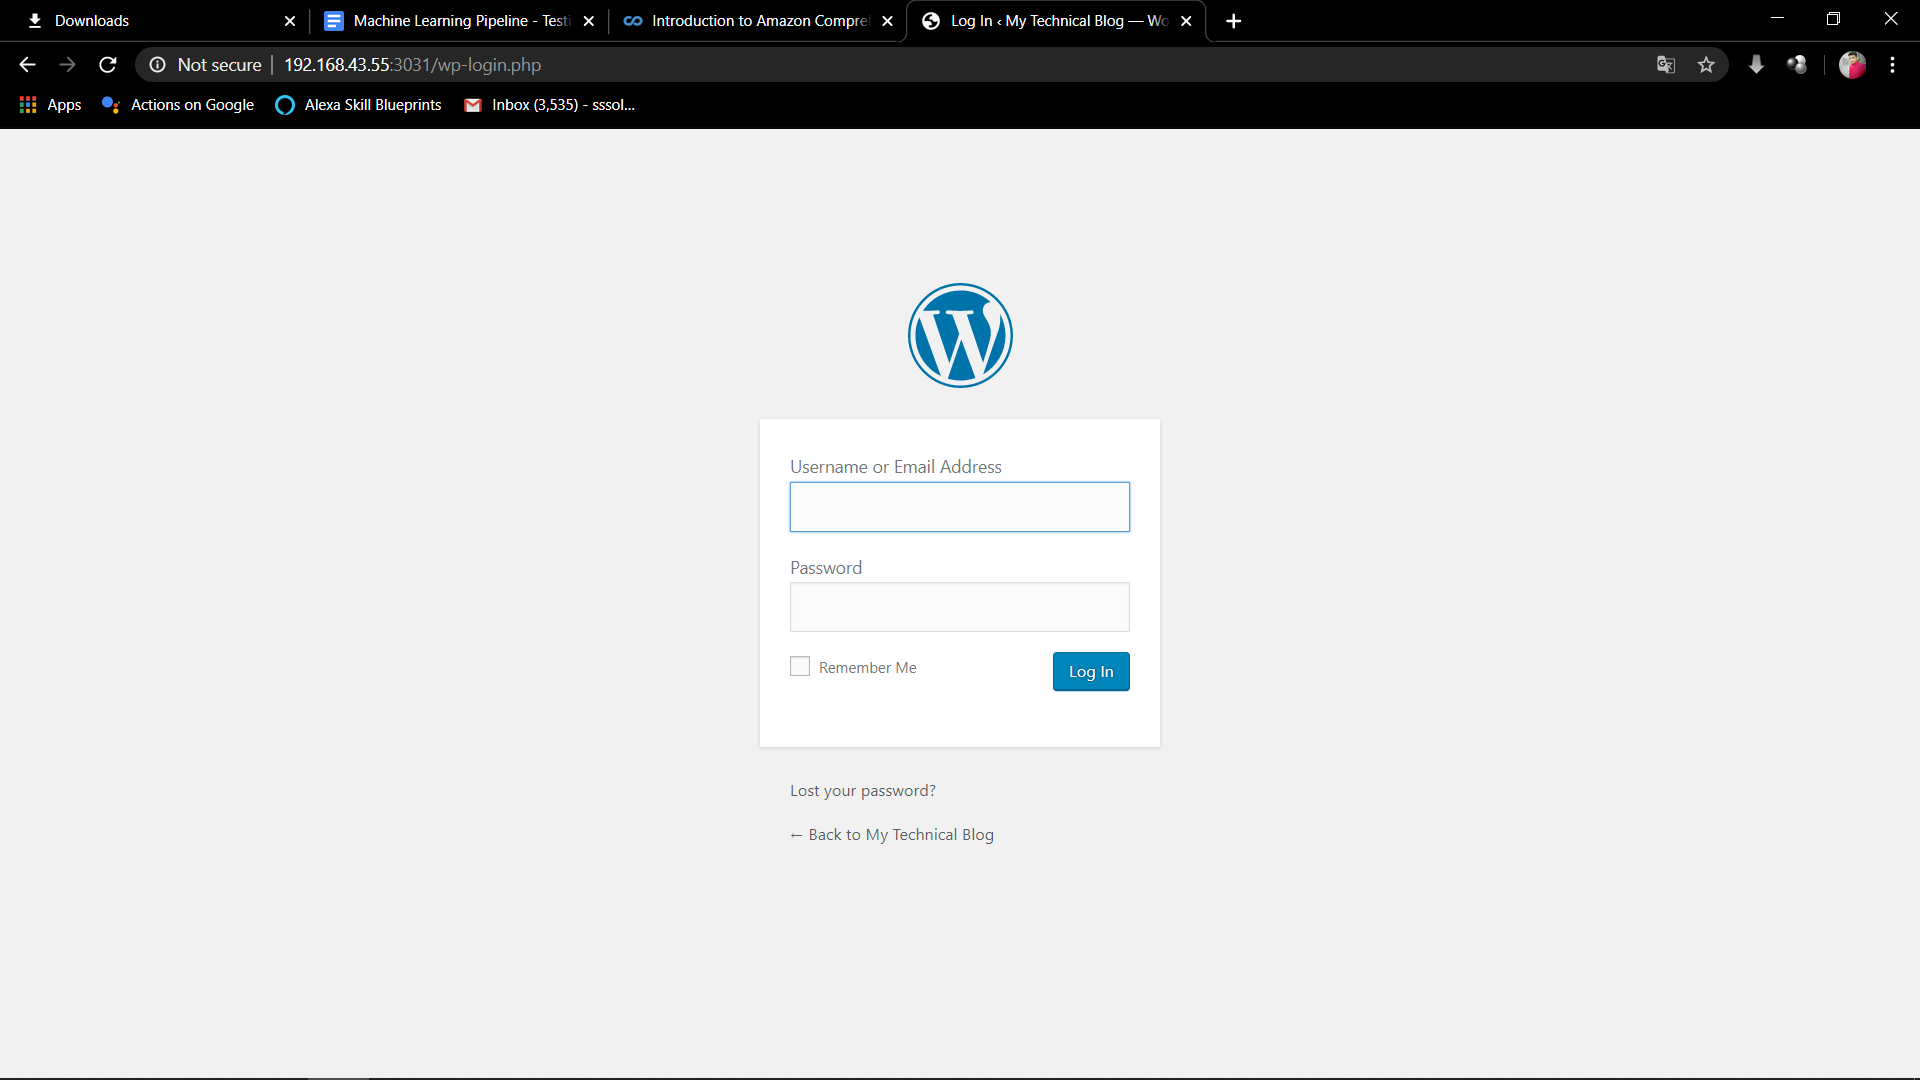 Downloads
Machine Learning Pipeline - Testi
Introduction to Amazon Compre
Log In ‹ My Technical Blog — Wo
Not secure
192.168.43.55:3031/wp-login.php
Apps
Actions on Google
Alexa Skill Blueprints
Inbox (3,535) - sssol...
Username or Email Address
Password
Remember Me
Log In
Lost your password?
← Back to My Technical Blog